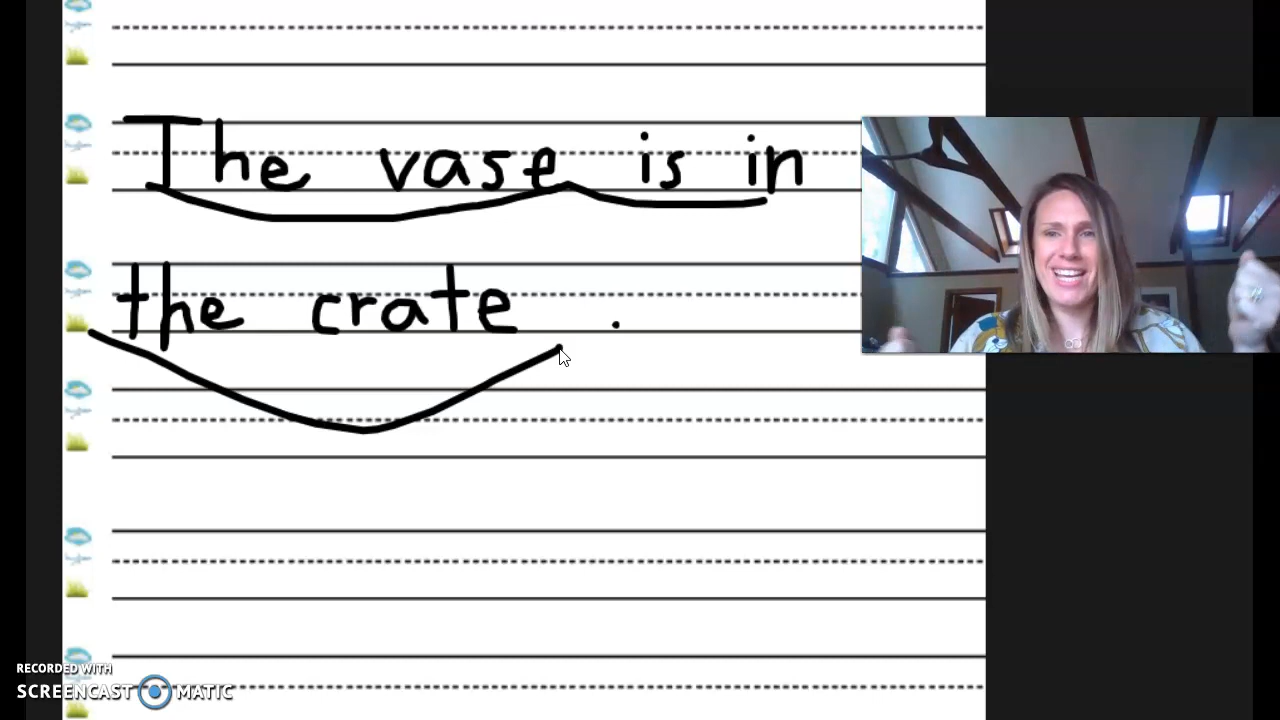 The vase is in
the crate .
RECORDED WITH
SCREENCAST MATIC